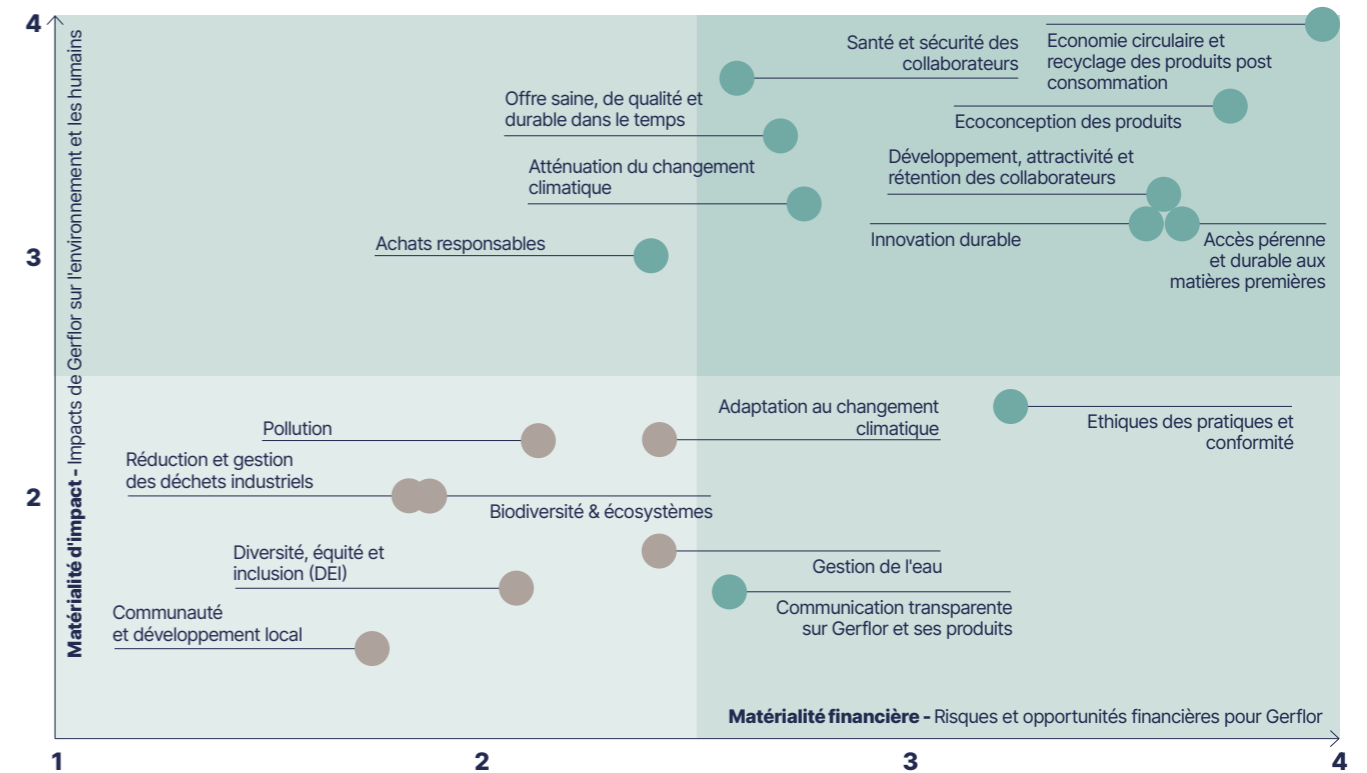 4
3
2
Matérialité d'impact - Impacts de Gerflor sur l'environnement et les humains
Santé et sécurité des
collaborateurs
Economie circulaire et
recyclage des produits post
consommation
Offre saine, de qualité et
durable dans le temps
Ecoconception des produits
Atténuation du changement
climatique
Développement, attractivité et
rétention des collaborateurs
Achats responsables
Innovation durable
Accès pérenne
et durable aux
matières premières
Adaptation au changement
climatique
Ethiques des pratiques et
conformité
Pollution
Réduction et gestion
des déchets industriels
Biodiversité & écosystèmes
Diversité, équité et
inclusion (DEI)
Gestion de l'eau
Communauté
et développement local
Communication transparente
sur Gerflor et ses produits
Matérialité financière - Risques et opportunités financières pour Gerflor
1
2
3
4